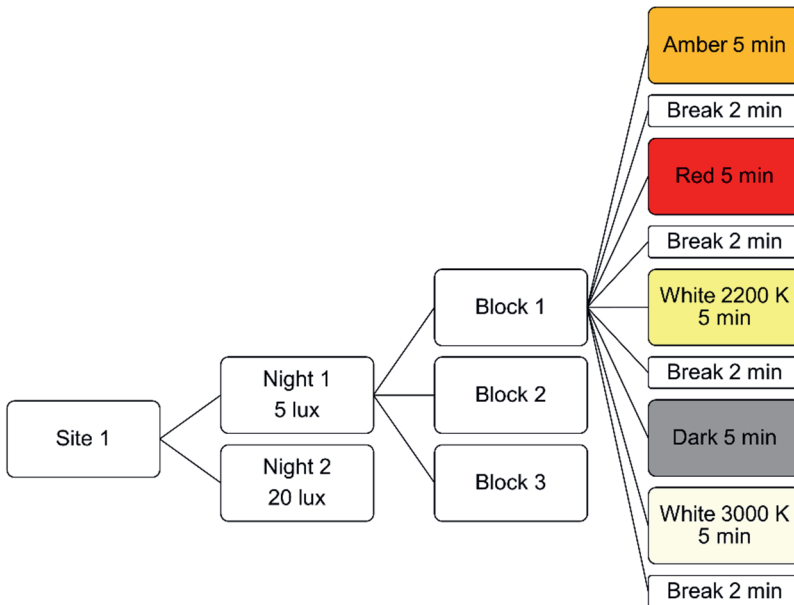 Site 1
Night 1
5 lux
Night 2
20 lux
Block 1
Block 2
Block 3
Amber 5 min
Break 2 min
Red 5 min
Break 2 min
White 2200 K
5 min
Break 2 min
Dark 5 min
White 3000 K
5 min
Break 2 min